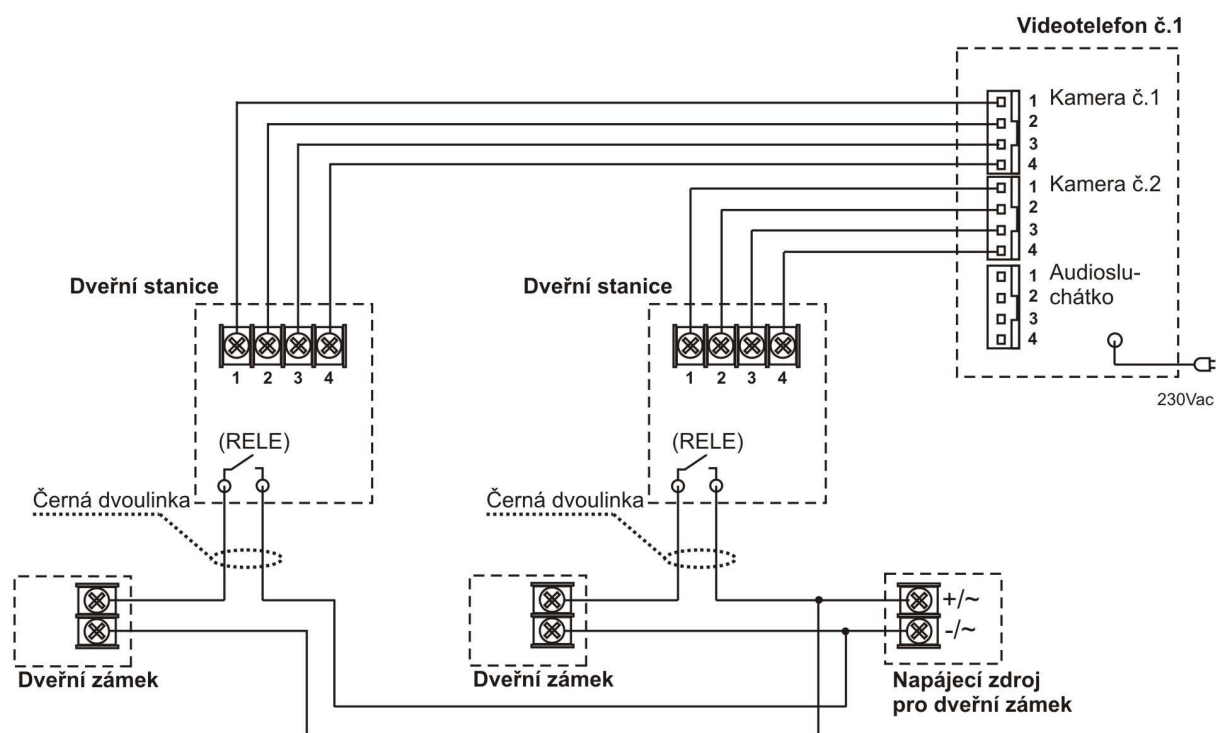 Videotelefon č.1
1 Kamera č.1
2
3
4
1 Kamera č.2
2
3
4
1 Audioslu-
2 chátko
3
4
230Vac
Dveřní stanice
1 2 3 4
(RELE)
Černá dvoulinka
Dveřní stanice
1 2 3 4
(RELE)
Černá dvoulinka
Dveřní zámek
Dveřní zámek
+/~
-/~
Napájecí zdroj
pro dveřní zámek